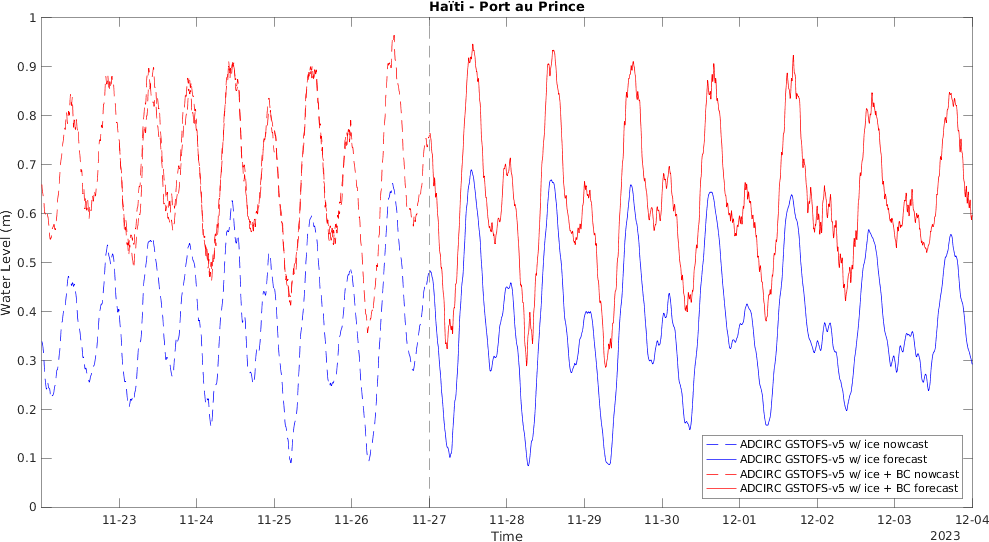 Haïti - Port au Prince
Water Level (m)
1
0.9
0.8
0.7
0.6
0.5
0.4
0.3
0.2
0.1
0
ADCIRC GSTOFS-v5 w/ ice nowcast
ADCIRC GSTOFS-v5 w/ ice forecast
ADCIRC GSTOFS-v5 w/ ice + BC nowcast
ADCIRC GSTOFS-v5 w/ ice + BC forecast
11-23 11-24 11-25 11-26 11-27 11-28 11-29 11-30 12-01 12-02 12-03 12-04
Time
2023